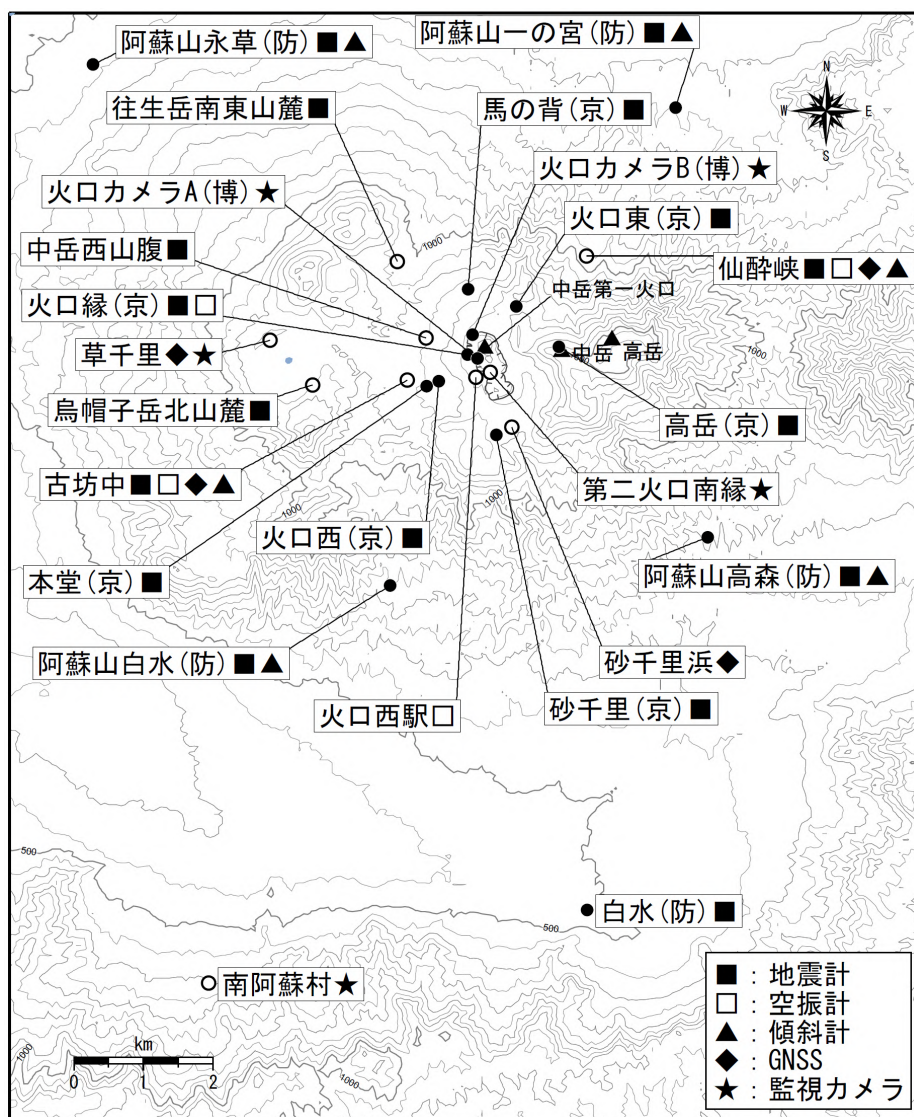 阿蘇山永草(防)■▲
阿蘇山一の宮(防)■▲
往生岳南東山麓■
馬の背(京)■
N
W
E
S
火口カメラA(博)★
火口カメラB(博)★
火口東(京)■
中岳西山腹■
仙酔峡■□◆▲
中岳第一火口
火口縁(京)■□
草千里◆★
中岳
高岳
烏帽子岳北山麓■
高岳(京)■
古坊中■□◆▲
第二火口南縁★
火口西(京)■
本堂(京)■
阿蘇山高森(防)■▲
阿蘇山白水(防)■▲
砂千里浜◆
火口西駅□
砂千里(京)■
1000
1000
1000
1000
500
白水(防)■
500
南阿蘇村★
km
0
1
2
1000
1000
■:地震計
□:空振計
▲:傾斜計
◆:GNSS
★:監視カメラ